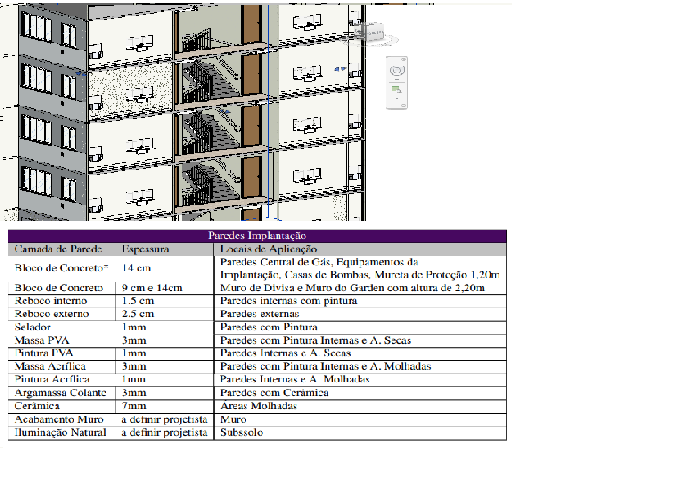 Paredes Implantação
Camada de Parede Espessura Locais de Aplicação
Bloco de Concreto* 14 cm Paredes Central de Gás, Equipamentos da
Implantação, Casas de Bombas, Mureta de Proteção 1,20m
Bloco de Concreto 9 cm e 14cm Muro de Divisa e Muro do Garden com altura de 2,20m
Reboco interno 1.5 cm Paredes internas com pintura
Reboco externo 2.5 cm Paredes externas
Selador 1mm Paredes com Pintura
Massa PVA 3mm Paredes com Pintura Internas e A. Secas
Pintura PVA 1mm Paredes Internas e A. Secas
Massa Acrílica 3mm Paredes com Pintura Internas e A. Molhadas
Pintura Acrílica 1mm Paredes Internas e A. Molhadas
Argamassa Colante 3mm Paredes com Cerâmica
Cerâmica 7mm Áreas Molhadas
Acabamento Muro a definir projetista Muro
Iluminação Natural a definir projetista Subssolo